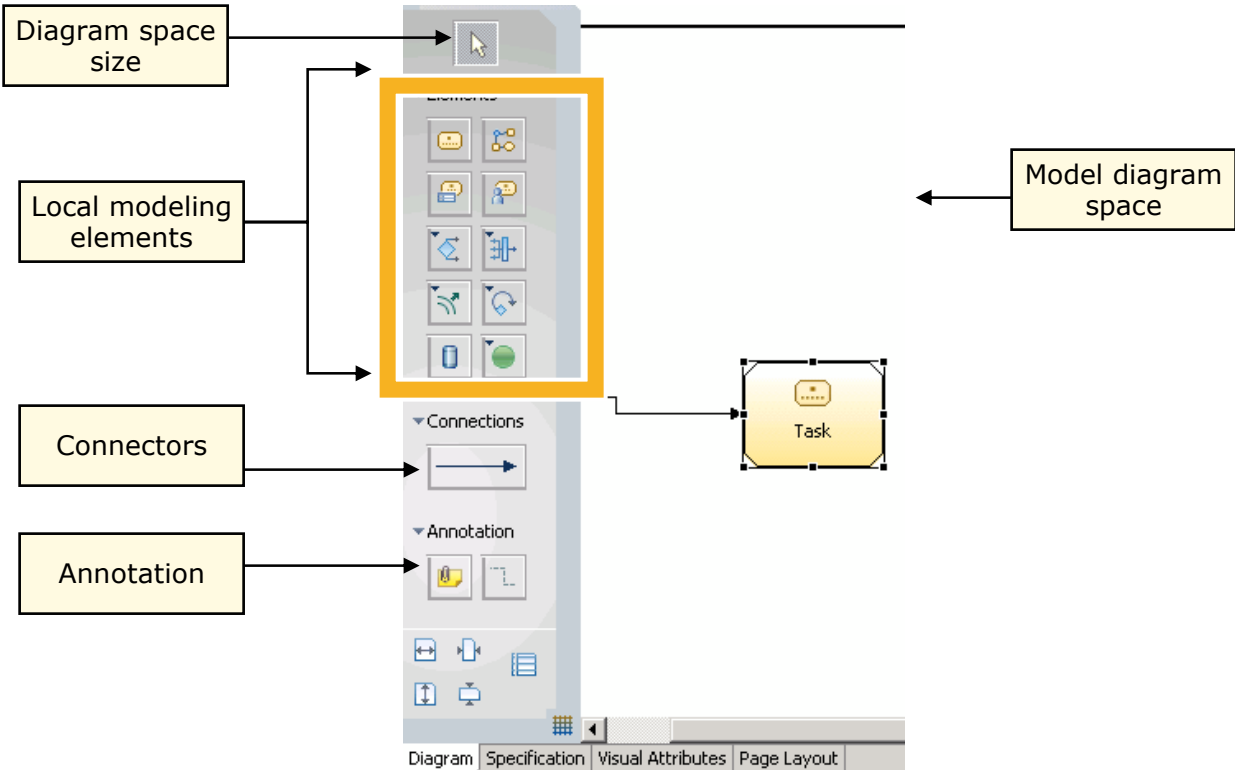 Diagram space
size
Elements
Local modeling
elements
Model diagram
space
Connections
Connectors
Task
Annotation
Annotation
Diagram
Specification
Visual Attributes
Page Layout